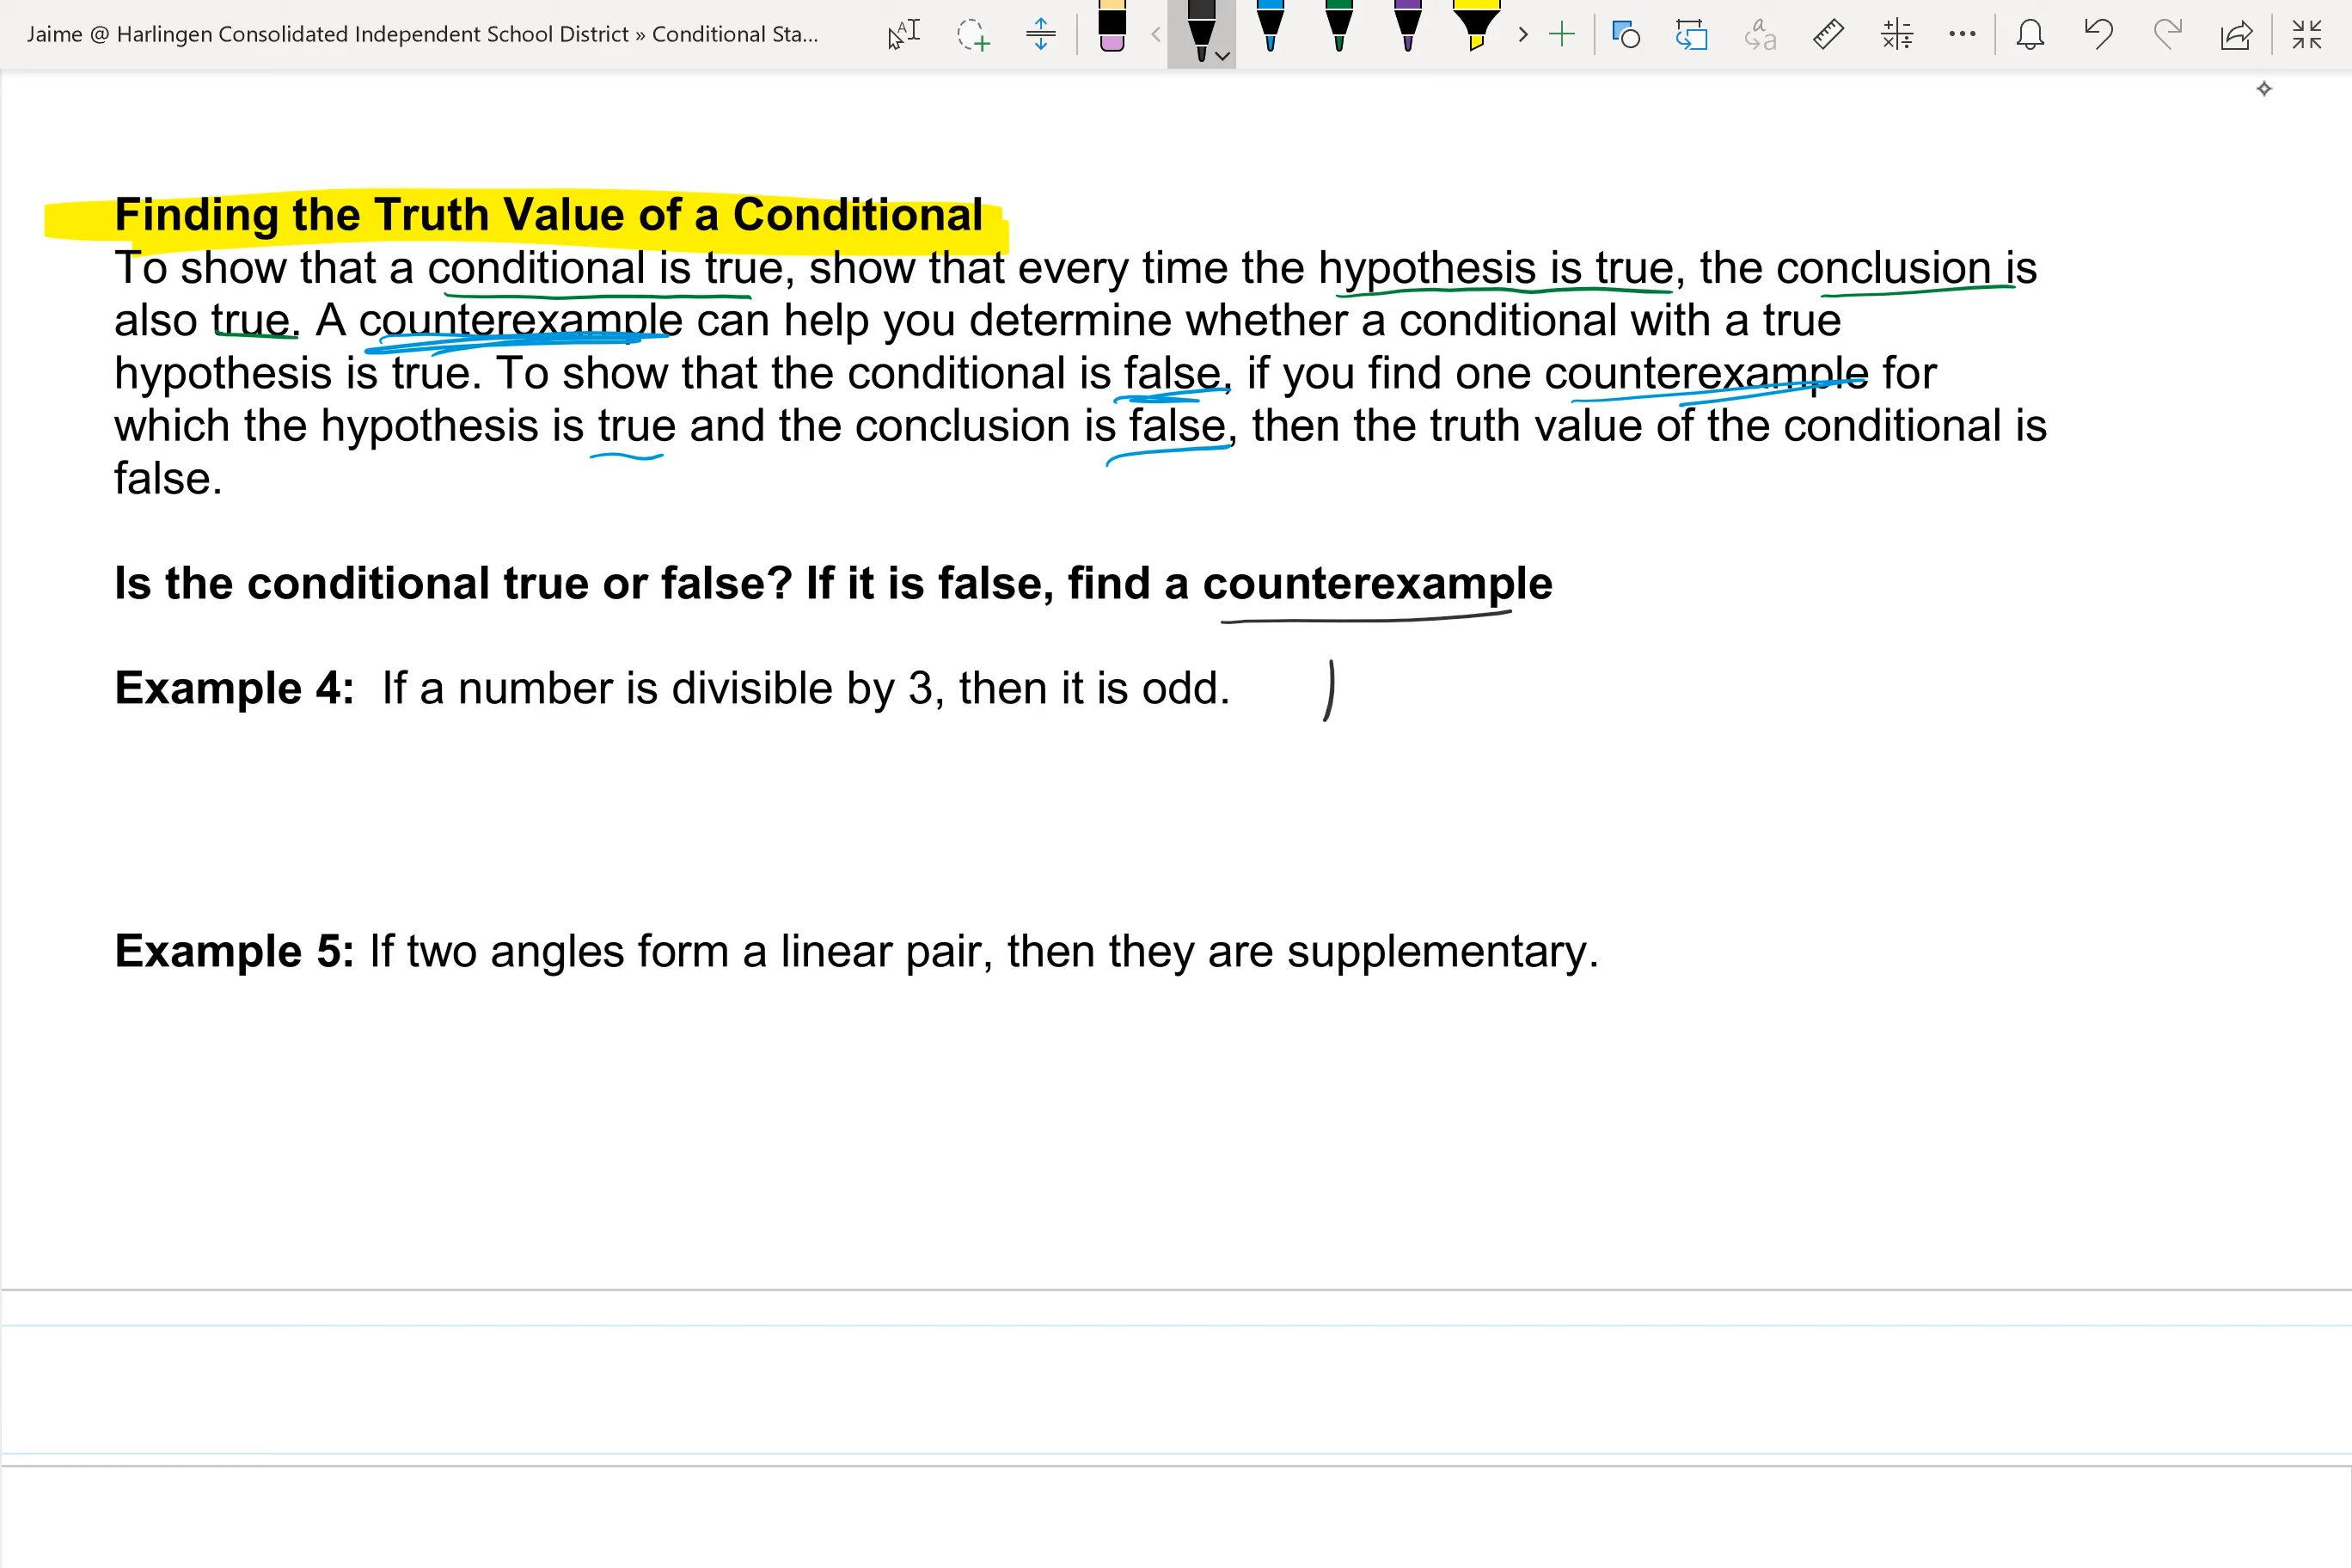 Jaime @ Harlingen Consolidated Independent School District » Conditional Sta...
Finding the Truth Value of a Conditional
To show that a conditional is true, show that every time the hypothesis is true, the conclusion is
also true. A counterexample can help you determine whether a conditional with a true
hypothesis is true. To show that the conditional is false, if you find one counterexample for
which the hypothesis is true and the conclusion is false, then the truth value of the conditional is
false.
Is the conditional true or false? If it is false, find a counterexample
Example 4: If a number is divisible by 3, then it is odd. )
Example 5: If two angles form a linear pair, then they are supplementary.